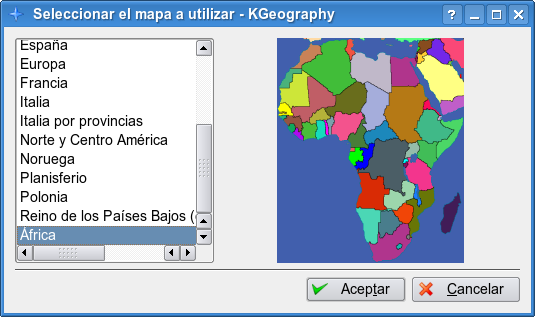 Seleccionar el mapa a utilizar - KGeography
España
Europa
Francia
Italia
Italia por provincias
Norte y Centro América
Noruega
Planisferio
Polonia
Reino de los Países Bajos (
África
Aceptar
Cancelar